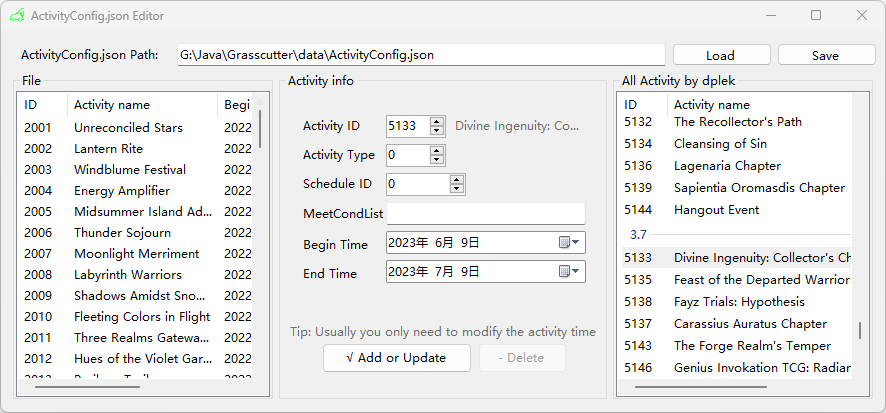 ActivityConfig.json Editor
ActivityConfig.json Path: G:\Java\Grasscutter\data\ActivityConfig.json Load Save
File
ID Activity name Begi
2001 Unreconciled Stars 2022
2002 Lantern Rite 2022
2003 Windblume Festival 2022
2004 Energy Amplifier 2022
2005 Midsummer Island Ad... 2022
2006 Thunder Sojourn 2022
2007 Moonlight Merriment 2022
2008 Labyrinth Warriors 2022
2009 Shadows Amidst Sno... 2022
2010 Fleeting Colors in Flight 2022
2011 Three Realms Gatewa... 2022
2012 Hues of the Violet Gar... 2022
Activity info
Activity ID 5133 Divine Ingenuity: Co...
Activity Type 0
Schedule ID 0
MeetCondList
Begin Time 2023年 6月 9日
End Time 2023年 7月 9日
Tip: Usually you only need to modify the activity time
√ Add or Update - Delete
All Activity by dplek
ID Activity name
5132 The Recollector's Path
5134 Cleansing of Sin
5136 Lagenaria Chapter
5139 Sapientia Oromasdis Chapter
5144 Hangout Event
3.7
5133 Divine Ingenuity: Collector's Ch
5135 Feast of the Departed Warrior
5138 Fayz Trials: Hypothesis
5137 Carassius Auratus Chapter
5143 The Forge Realm's Temper
5146 Genius Invokation TCG: Radian